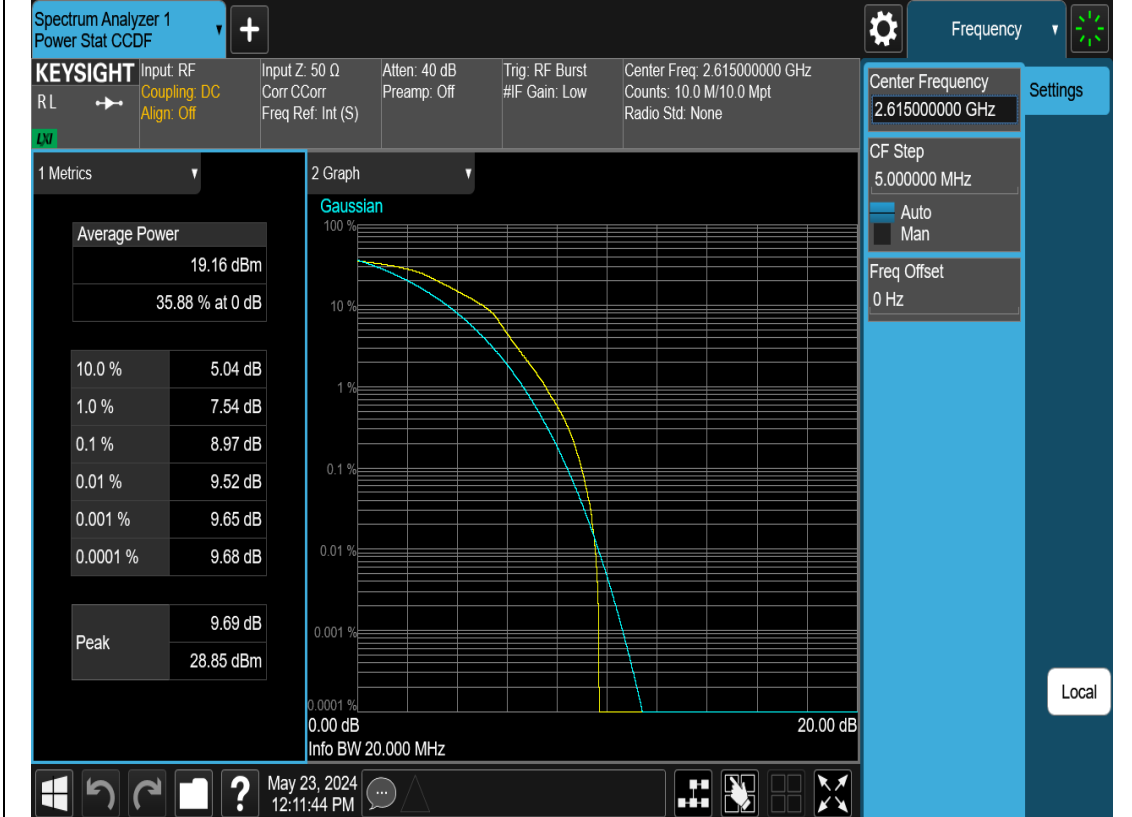 Spectrum Analyzer 1
Power Stat CCDF
+
Frequency
KEYSIGHT
RL
LXI
Input: RF
Coupling: DC
Align: Off
Input Z: 50 Ω
Corr CCorr
Freq Ref: Int (S)
Atten: 40 dB
Preamp: Off
Trig: RF Burst
#IF Gain: Low
Center Freq: 2.615000000 GHz
Counts: 10.0 M/10.0 Mpt
Radio Std: None
Center Frequency
2.615000000 GHz
Settings
CF Step
5.000000 MHz
Auto
Man
Freq Offset
0 Hz
Local
1 Metrics
Average Power
19.16 dBm
35.88 % at 0 dB
10.0 % 5.04 dB
1.0 % 7.54 dB
0.1 % 8.97 dB
0.01 % 9.52 dB
0.001 % 9.65 dB
0.0001 % 9.68 dB
Peak 9.69 dB
28.85 dBm
2 Graph
Gaussian
100 %
10 %
1 %
0.1 %
0.01 %
0.001 %
0.0001 %
0.00 dB 20.00 dB
Info BW 20.000 MHz
?
May 23, 2024
12:11:44 PM